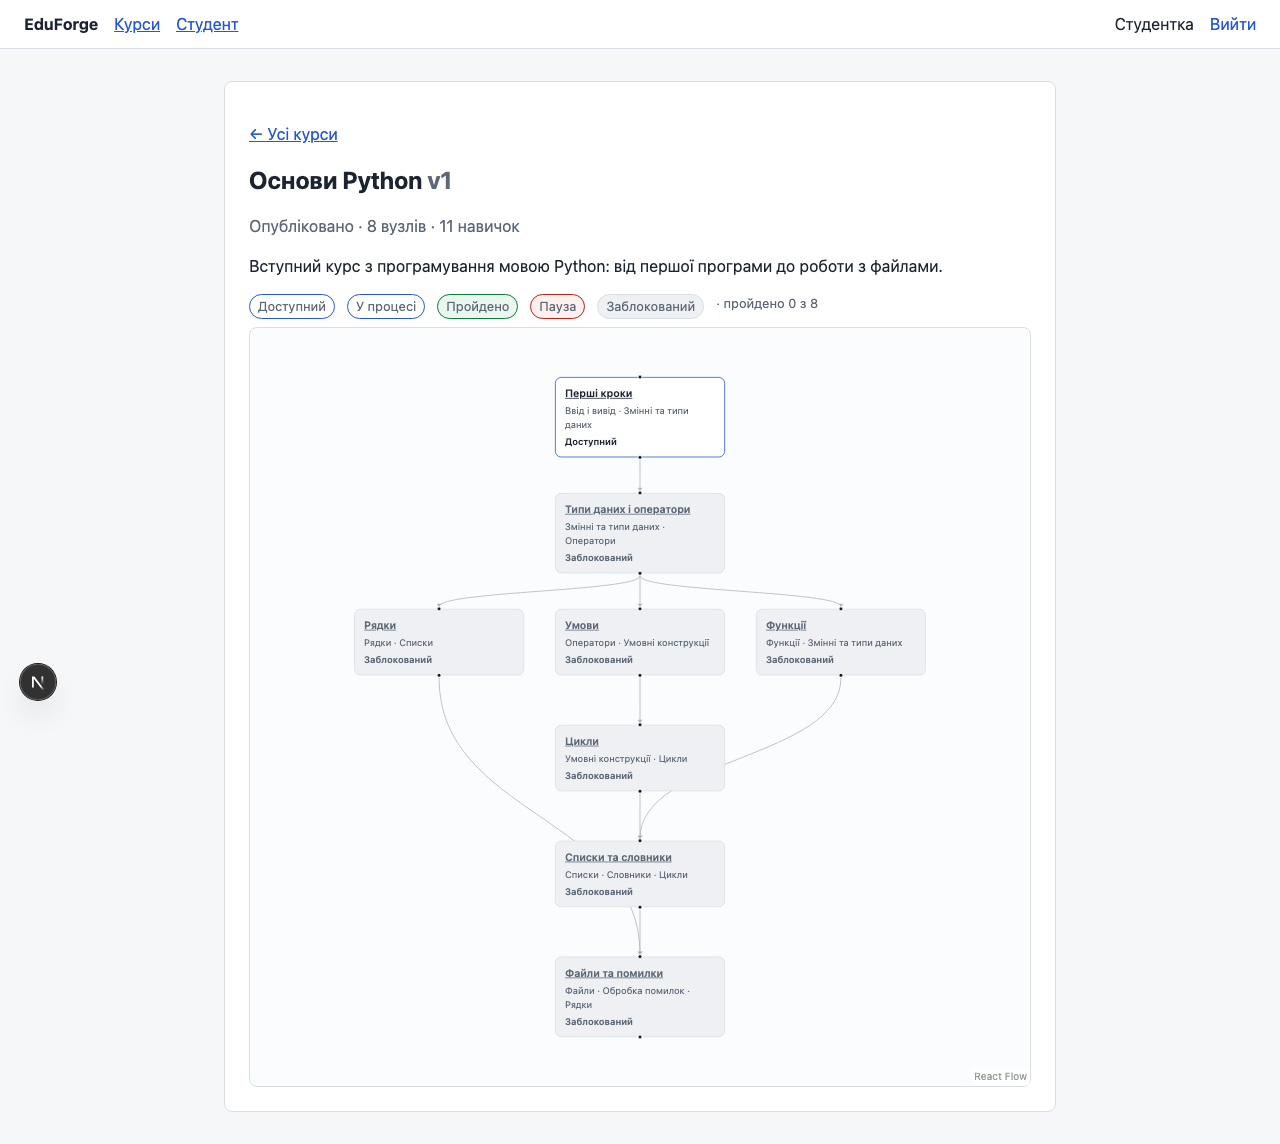 EduForge Курси Студент Студентка Вийти
← Усі курси
Основи Python v1
Опубліковано · 8 вузлів · 11 навичок
Вступний курс з програмування мовою Python: від першої програми до роботи з файлами.
Доступний У процесі Пройдено Пауза Заблокований · пройдено 0 з 8
Перші кроки
Ввід і вивід · Змінні та типи
даних
Доступний
Типи даних і оператори
Змінні та типи даних ·
Оператори
Заблокований
Рядки
Рядки · Списки
Заблокований
Умови
Оператори · Умовні конструкції
Заблокований
Функції
Функції · Змінні та типи даних
Заблокований
N
Цикли
Умовні конструкції · Цикли
Заблокований
Списки та словники
Списки · Словники · Цикли
Заблокований
Файли та помилки
Файли · Обробка помилок ·
Рядки
Заблокований
React Flow